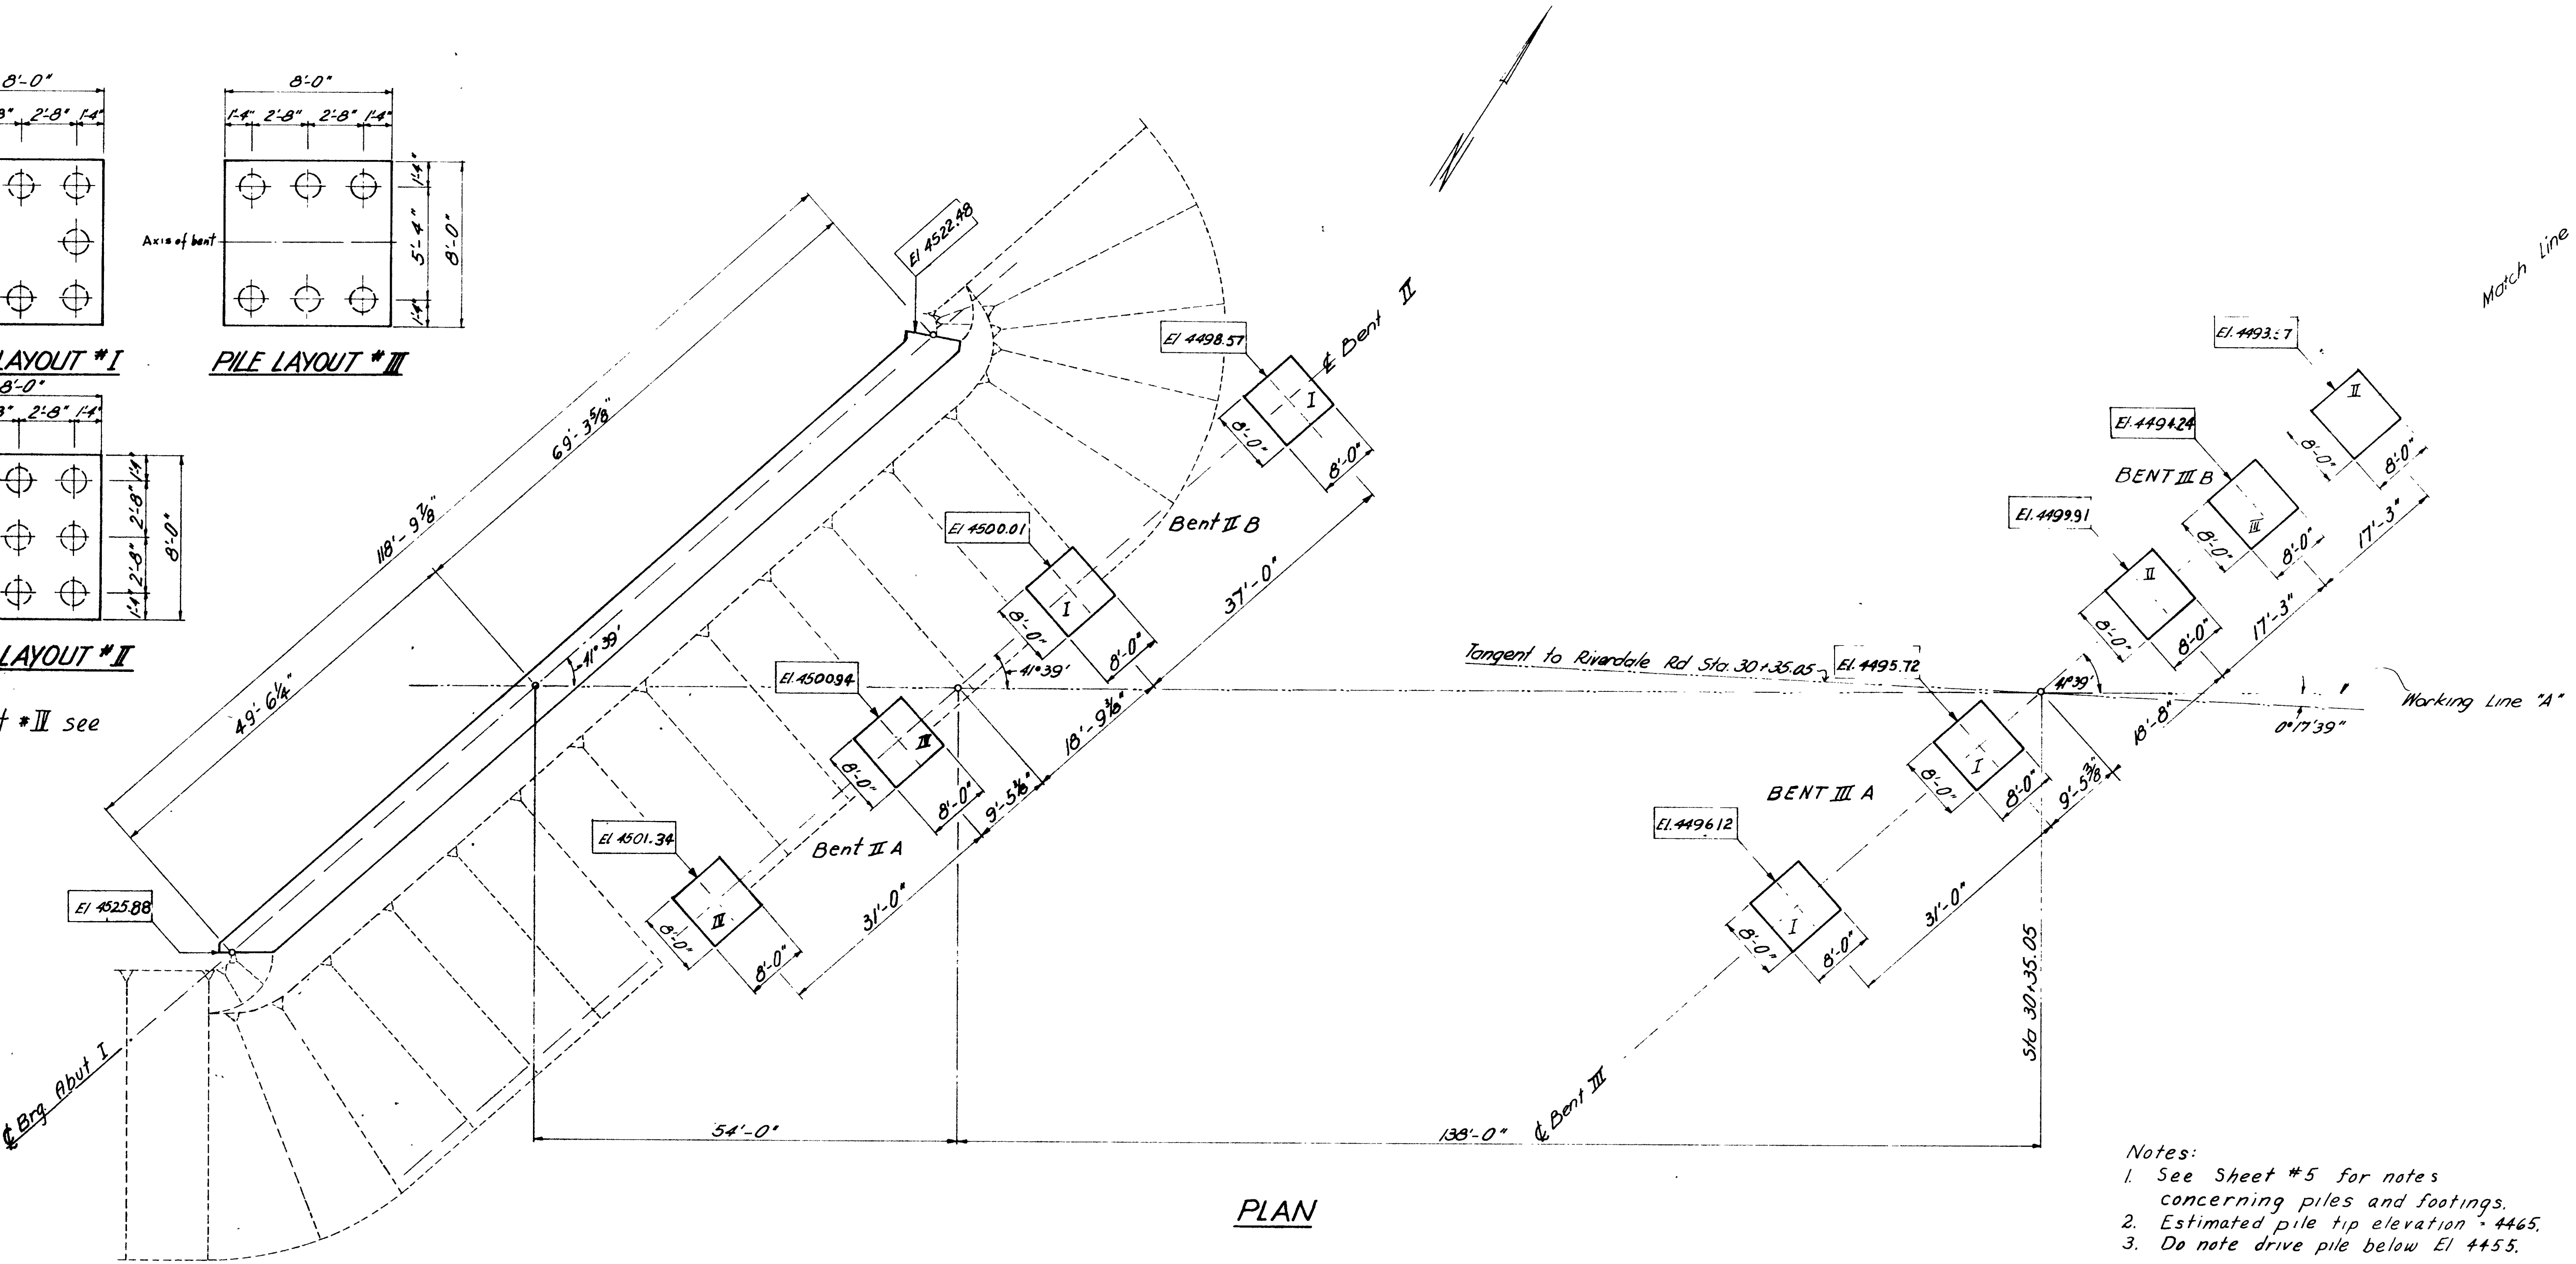 8'-0"
2'-8" 1'-4"
LAYOUT #I
8'-0"
1'-4" 2'-8" 2'-8" 1'-4"
Axis of bent
1'-4"
5'-4"
1'-4"
8'-0"
PILE LAYOUT #III
8'-0"
2'-8" 1'-4"
1'-4"
2'-8"
2'-8"
1'-4"
8'-0"
LAYOUT #II
#IV see
118'-9 7/8"
69'-3 5/8"
49'-6 1/4"
El 4522.48
El 4525.88
41°39'
℄ Brg. Abut I
El 4498.57
I
8'-0"
8'-0"
℄ Bent II
Bent II B
El 4500.01
I
8'-0"
8'-0"
37'-0"
41°39'
El 4500.94
8'-0"
8'-0"
18'-9 3/8"
9'-5 3/8"
Bent II A
El 4501.34
IV
8'-0"
8'-0"
31'-0"
54'-0"
138'-0"
℄ Bent III
Match Line
II
8'-0"
8'-0"
El. 4494.24
BENT III B
III
8'-0"
8'-0"
17'-3"
II
8'-0"
8'-0"
17'-3"
Tangent to Riverdale Rd Sta. 30+35.05
El. 4495.72
41°39'
18'-8"
Working Line "A"
0°17'39"
I
8'-0"
8'-0"
9'-5 3/8"
BENT III A
El. 4496.12
I
8'-0"
8'-0"
31'-0"
Sta 30+35.05
PLAN
Notes:
1. See Sheet #5 for notes
concerning piles and footings.
2. Estimated pile tip elevation = 4465.
3. Do note drive pile below El 4455.